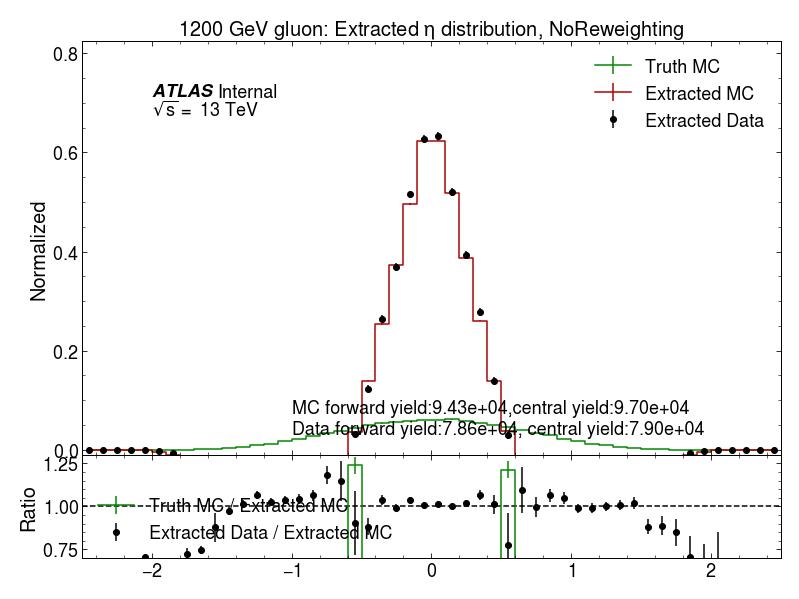 1200 GeV gluon: Extracted η distribution, NoReweighting
0.8
ATLAS Internal
√s = 13 TeV
Truth MC
Extracted MC
Extracted Data
0.6
Normalized
0.4
0.2
MC forward yield:9.43e+04,central yield:9.70e+04
Data forward yield:7.86e+04, central yield:7.90e+04
0.0
1.25
Ratio
1.00
Truth MC / Extracted MC
Extracted Data / Extracted MC
0.75
−2 −1 0 1 2